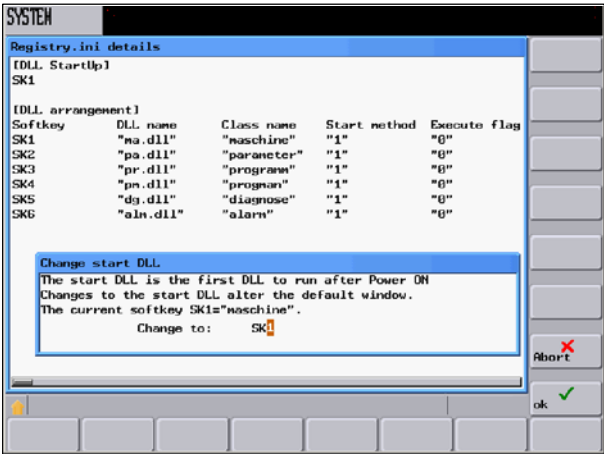 SYSTEM
Registry.ini details
[DLL StartUp]
SK1
[DLL arrangement]
Softkey DLL name Class name Start method Execute flag
SK1 "ma.dll" "maschine" "1" "0"
SK2 "pa.dll" "parameter" "1" "0"
SK3 "pr.dll" "programm" "1" "0"
SK4 "pm.dll" "progman" "1" "0"
SK5 "dg.dll" "diagnose" "1" "0"
SK6 "alm.dll" "alarm" "1" "0"
Change start DLL
The start DLL is the first DLL to run after Power ON
Changes to the start DLL alter the default window.
The current softkey SK1="maschine".
Change to: SK1
Abort
ok